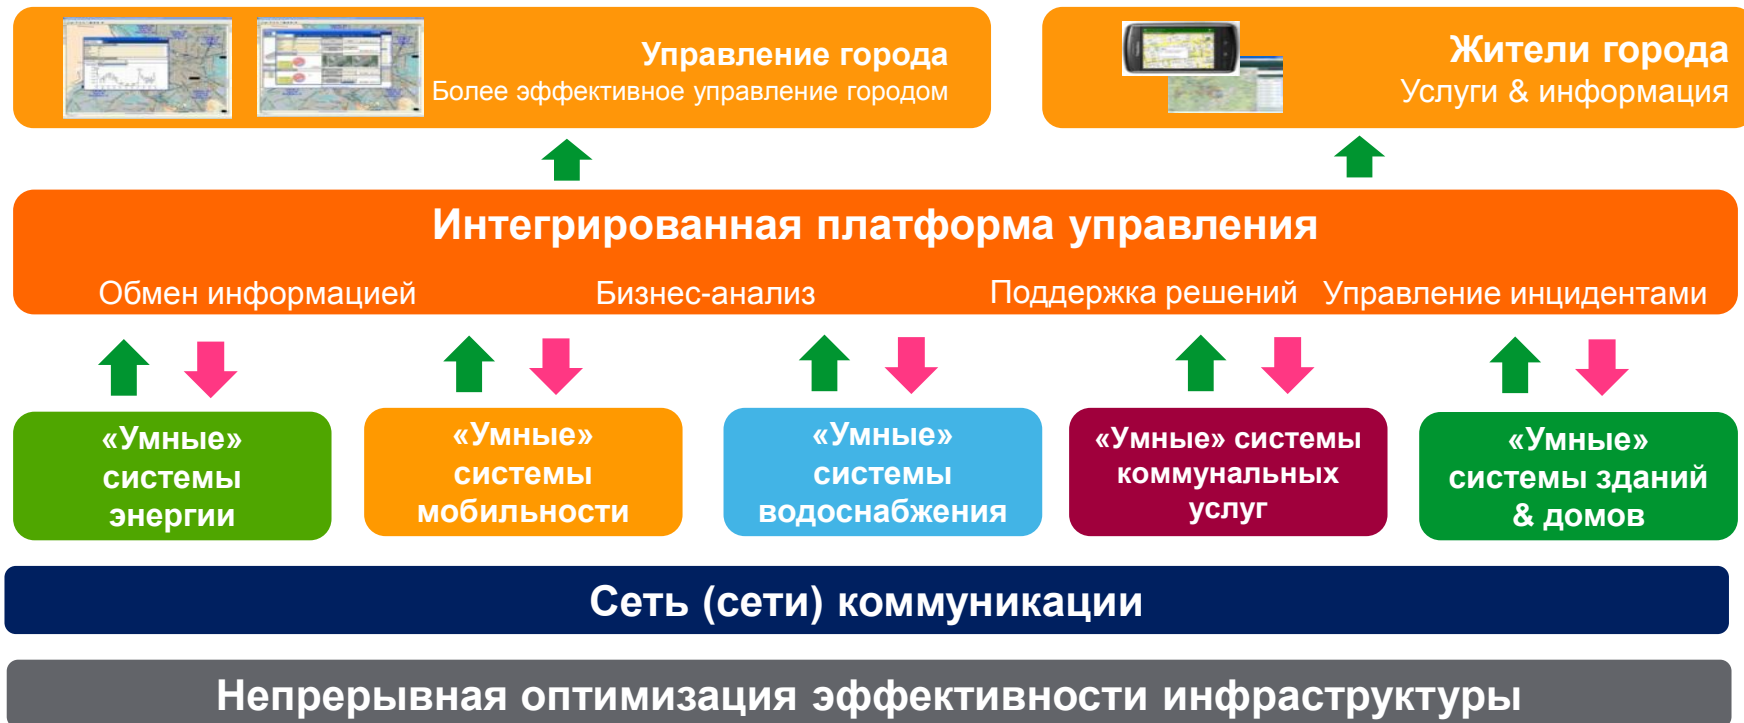 Управление города
Более эффективное управление городом
Жители города
Услуги & информация
Интегрированная платформа управления
Обмен информацией
Бизнес-анализ
Поддержка решений
Управление инцидентами
«Умные»
системы
энергии
«Умные»
системы
мобильности
«Умные»
системы
водоснабжения
«Умные» системы
коммунальных
услуг
«Умные»
системы зданий
& домов
Сеть (сети) коммуникации
Непрерывная оптимизация эффективности инфраструктуры